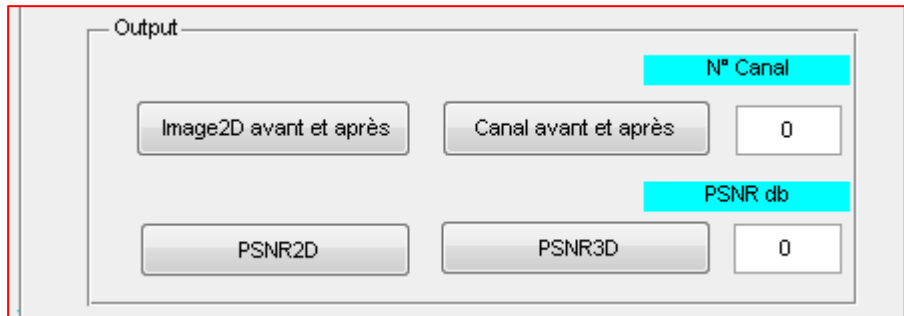 Output
N° Canal
Image2D avant et après
Canal avant et après
0
PSNR db
PSNR2D
PSNR3D
0